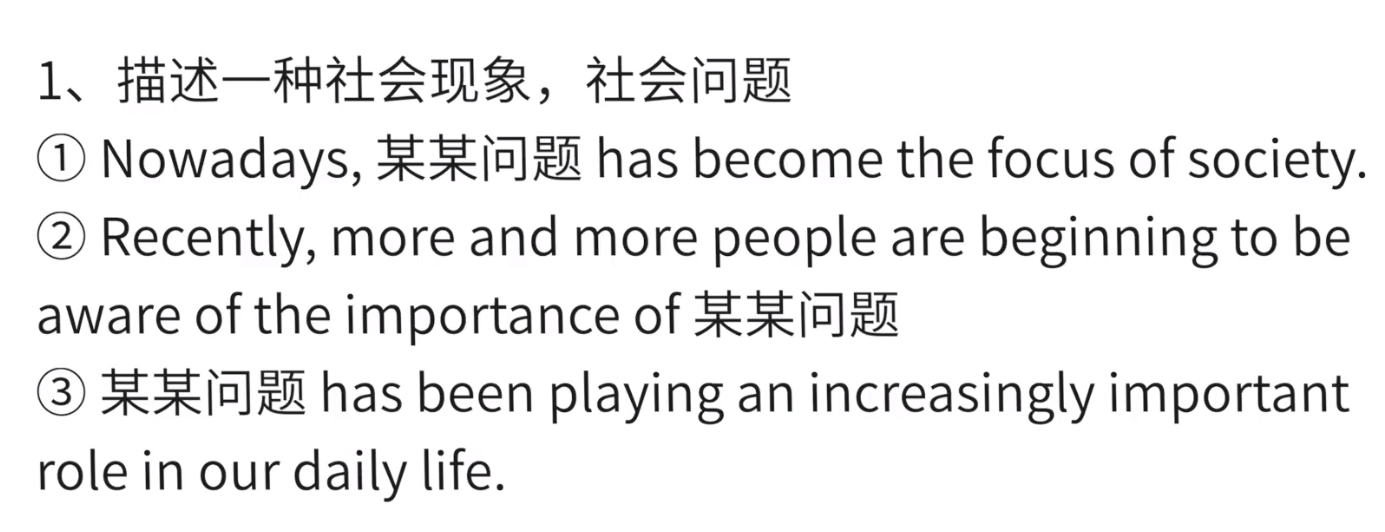 1、描述一种社会现象，社会问题
① Nowadays, 某某问题 has become the focus of society.
② Recently, more and more people are beginning to be
aware of the importance of 某某问题
③ 某某问题 has been playing an increasingly important
role in our daily life.